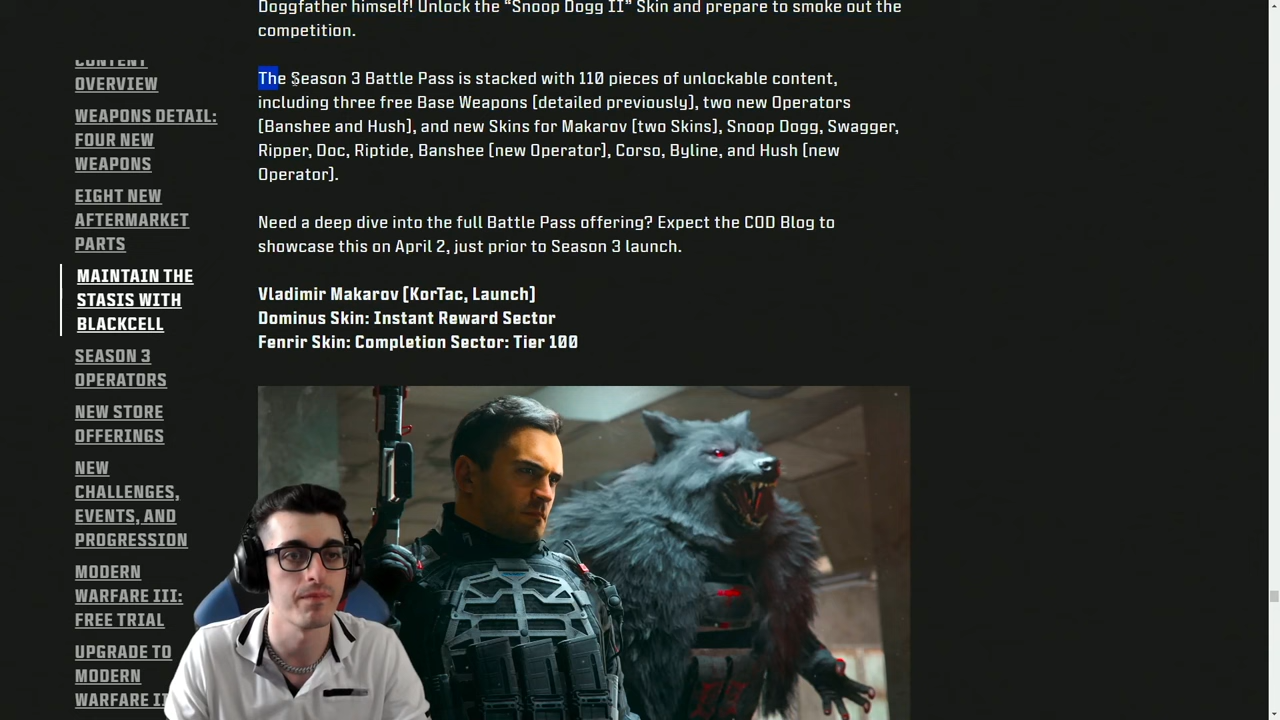 Doggfather himself! Unlock the “Snoop Dogg II” Skin and prepare to smoke out the
competition.
The Season 3 Battle Pass is stacked with 110 pieces of unlockable content,
including three free Base Weapons [detailed previously], two new Operators
[Banshee and Hush], and new Skins for Makarov [two Skins], Snoop Dogg, Swagger,
Ripper, Doc, Riptide, Banshee [new Operator], Corso, Byline, and Hush [new
Operator].
Need a deep dive into the full Battle Pass offering? Expect the COD Blog to
showcase this on April 2, just prior to Season 3 launch.
Vladimir Makarov [KorTac, Launch]
Dominus Skin: Instant Reward Sector
Fenrir Skin: Completion Sector: Tier 100
CONTENT
OVERVIEW
WEAPONS DETAIL:
FOUR NEW
WEAPONS
EIGHT NEW
AFTERMARKET
PARTS
MAINTAIN THE
STASIS WITH
BLACKCELL
SEASON 3
OPERATORS
NEW STORE
OFFERINGS
NEW
CHALLENGES,
EVENTS, AND
PROGRESSION
MODERN
WARFARE III:
FREE TRIAL
UPGRADE TO
MODERN
WARFARE